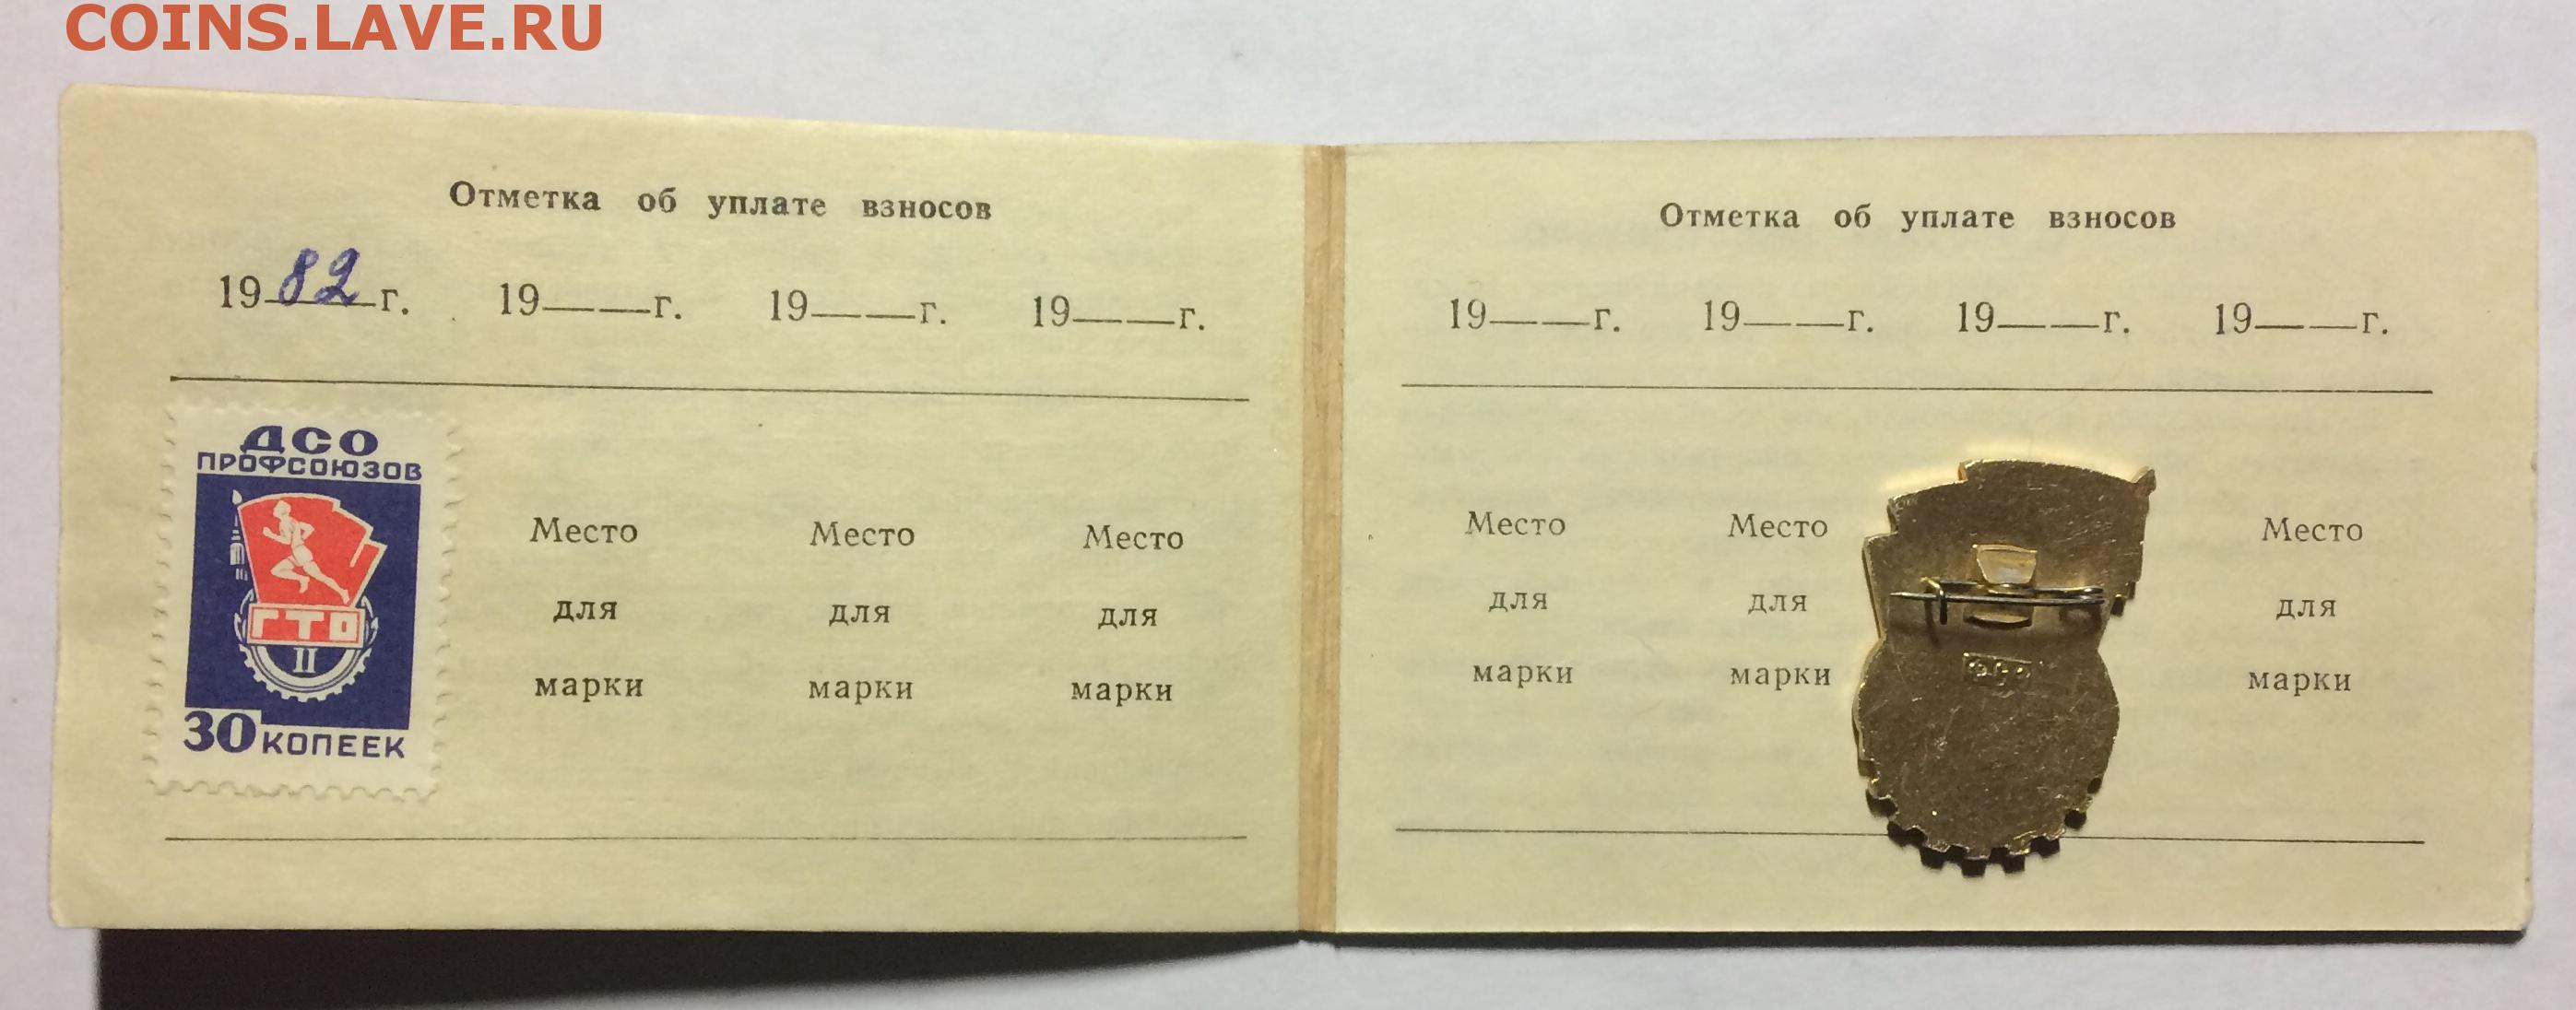 COINS.LAVE.RU
Отметка об уплате взносов
1982 г. 19——г. 19——г. 19——г.
ДСО
ПРОФСОЮЗОВ
ГТО
II
30 КОПЕЕК
Место Место Место
для для для
марки марки марки
Отметка об уплате взносов
19——г. 19——г. 19——г. 19——г.
Место Место Место
для для для
марки марки марки